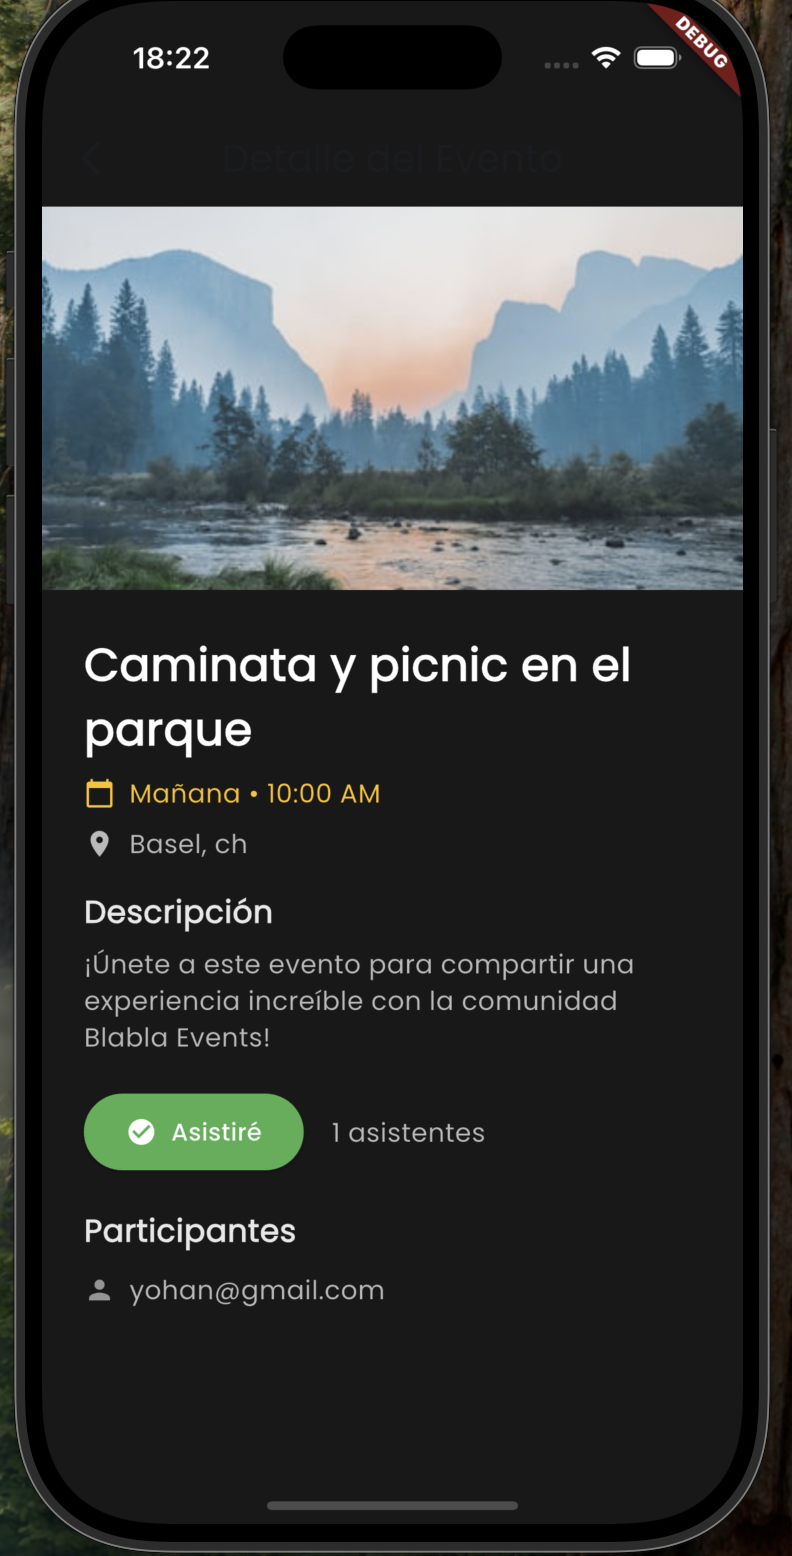 18:22
DEBUG
Detalle del Evento
Caminata y picnic en el
parque
Mañana • 10:00 AM
Basel, ch
Descripción
¡Únete a este evento para compartir una
experiencia increíble con la comunidad
Blabla Events!
Asistiré
1 asistentes
Participantes
yohan@gmail.com